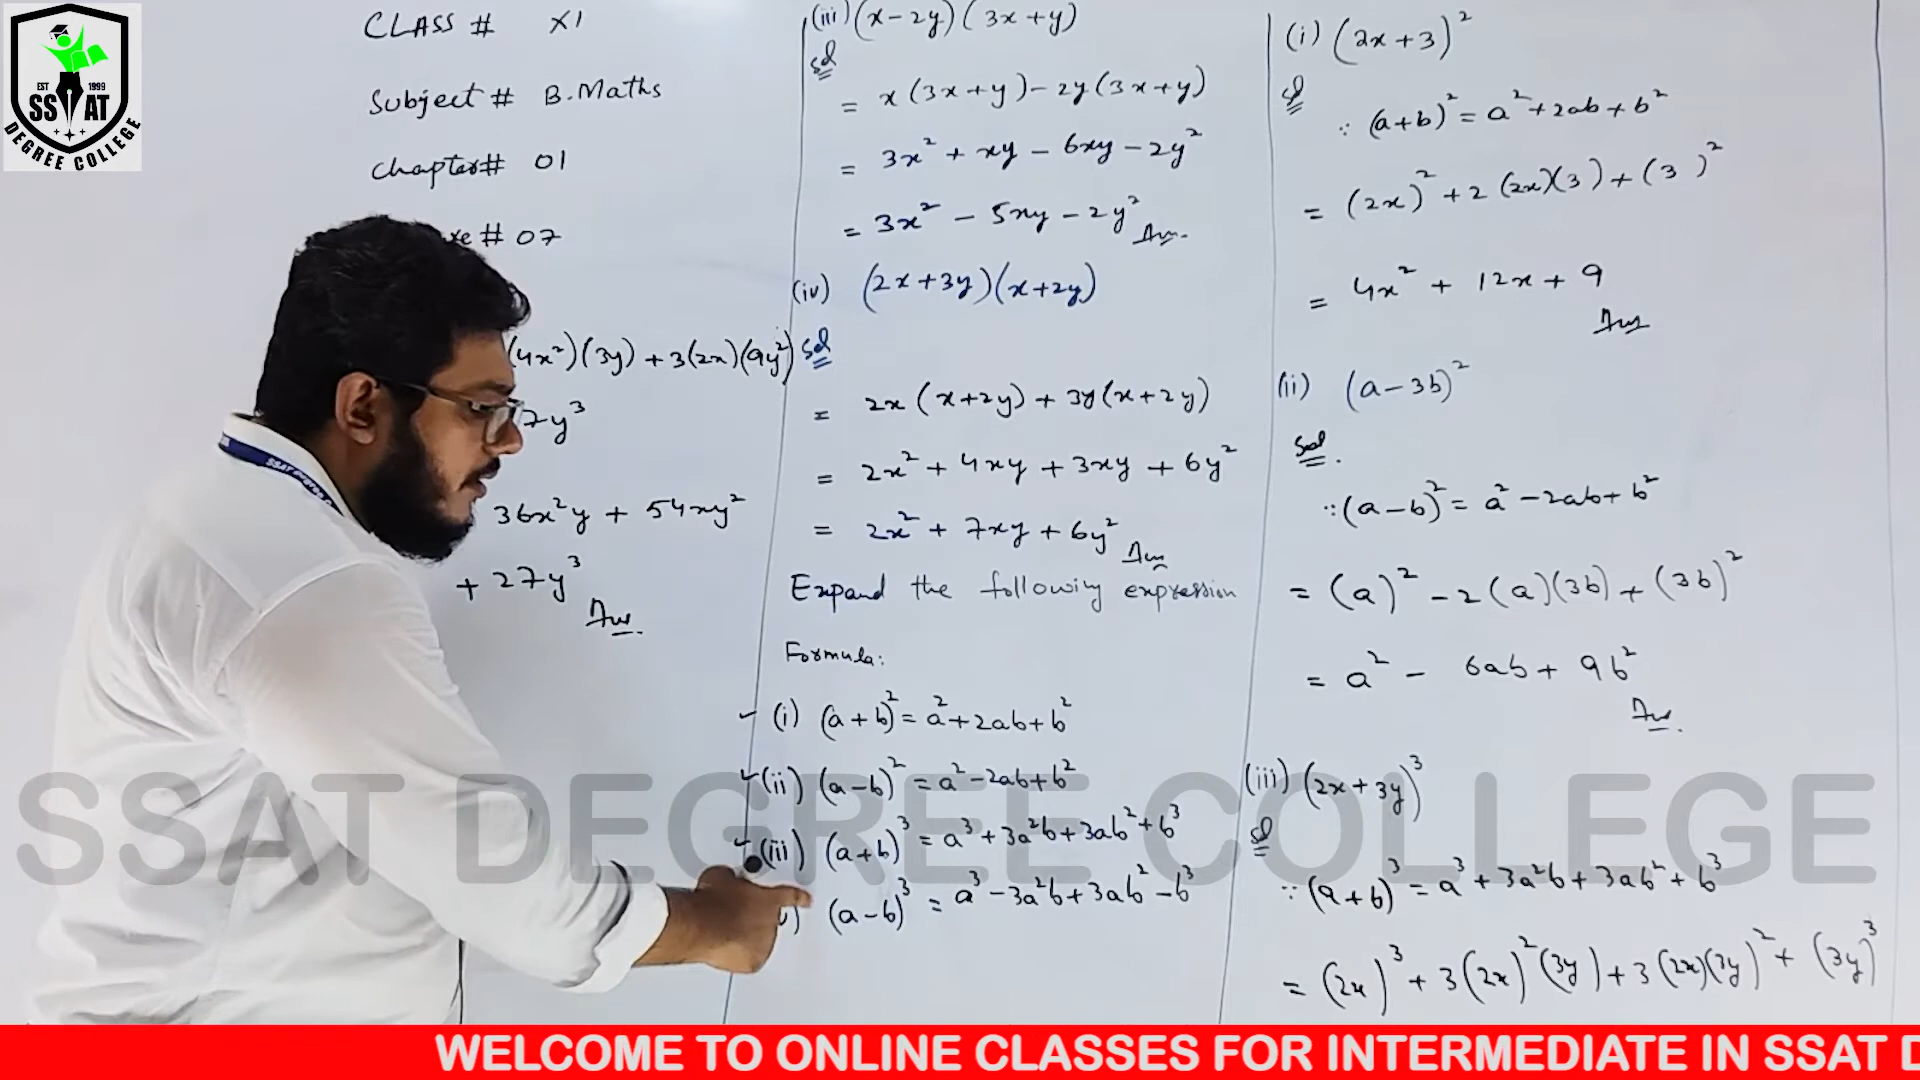 EST 1999
SSAT
DEGREE COLLEGE
CLASS # XI
Subject # B.Maths
Chapter# 01
# 07
(4x²)(3y) + 3(2x)(9y²)
7y³
36x²y + 54xy²
+ 27y³
Ans.
(iii) (x-2y)(3x+y)
Sol
= x(3x+y)-2y(3x+y)
= 3x² + xy - 6xy - 2y²
= 3x² - 5xy - 2y² Ans.
(iv) (2x+3y)(x+2y)
Sol
= 2x(x+2y) + 3y(x+2y)
= 2x² + 4xy + 3xy + 6y²
= 2x² + 7xy + 6y² Ans
Expand the following expression
Formula:
(i) (a+b)² = a²+2ab+b²
(ii) (a-b)² = a²-2ab+b²
(iii) (a+b)³ = a³+3a²b+3ab²+b³
(a-b)³ = a³-3a²b+3ab²-b³
(i) (2x+3)²
Sol
∵ (a+b)² = a²+2ab+b²
= (2x)² + 2(2x)(3) + (3)²
= 4x² + 12x + 9
Ans
(ii) (a-3b)²
Sol.
∵ (a-b)² = a²-2ab+b²
= (a)² - 2(a)(3b) + (3b)²
= a² - 6ab + 9b²
Ans.
(iii) (2x+3y)³
Sol
∵ (a+b)³ = a³+3a²b+3ab²+b³
= (2x)³ + 3(2x)²(3y) + 3(2x)(3y)² + (3y)³
SSAT DEGREE COLLEGE
WELCOME TO ONLINE CLASSES FOR INTERMEDIATE IN SSAT D